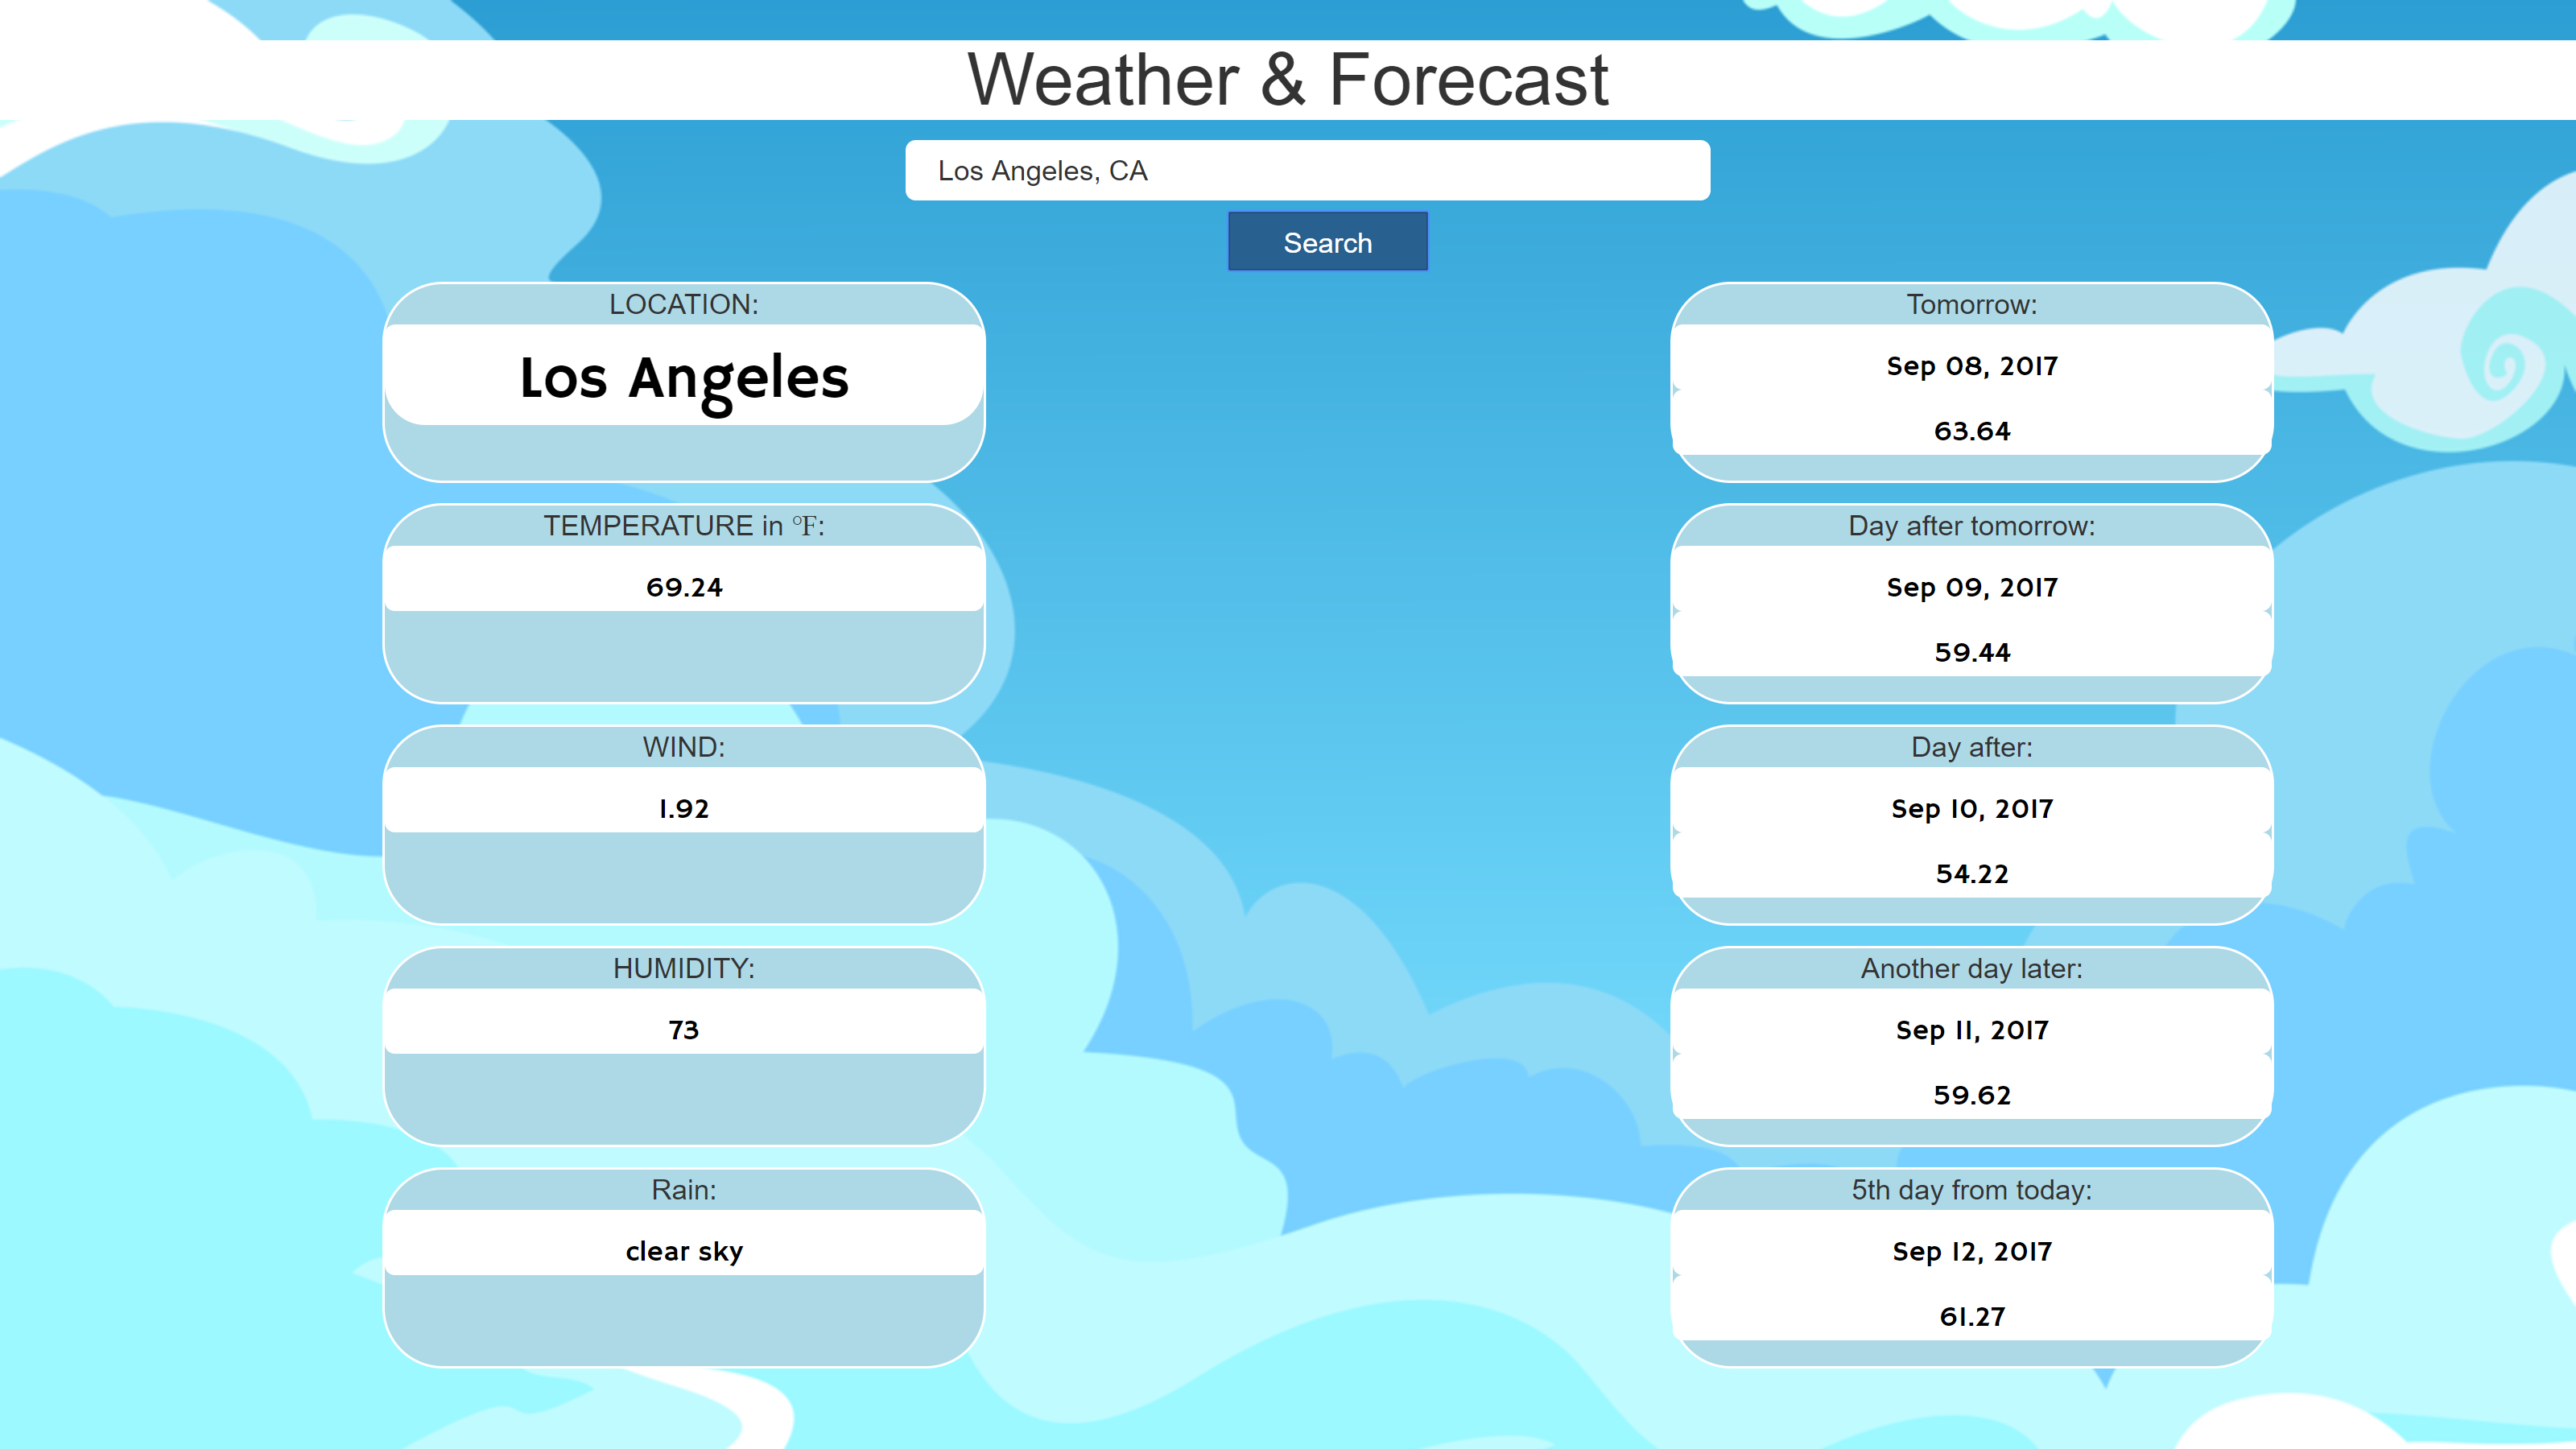 Weather & Forecast
Los Angeles, CA
Search
LOCATION:
Los Angeles
TEMPERATURE in °F:
69.24
WIND:
1.92
HUMIDITY:
73
Rain:
clear sky
Tomorrow:
Sep 08, 2017
63.64
Day after tomorrow:
Sep 09, 2017
59.44
Day after:
Sep 10, 2017
54.22
Another day later:
Sep 11, 2017
59.62
5th day from today:
Sep 12, 2017
61.27